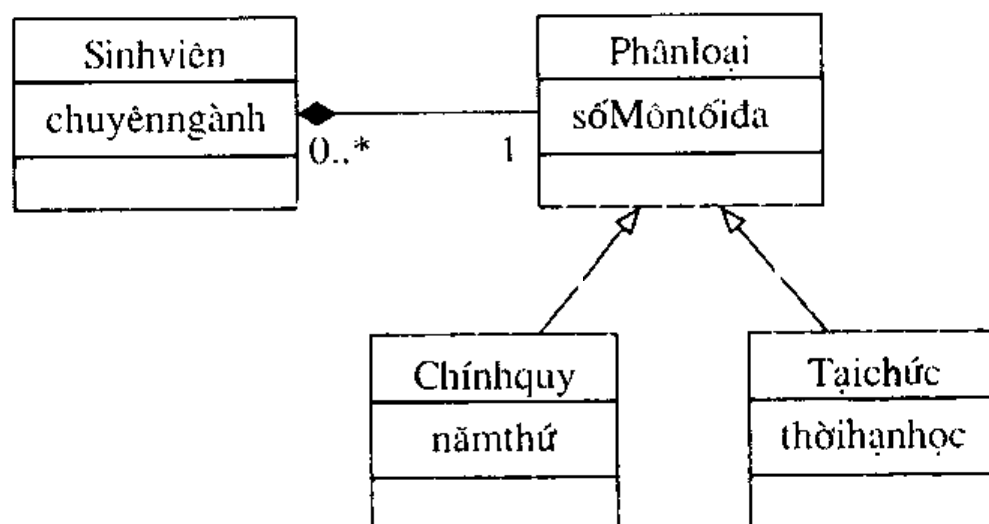 Sinhviên
chuyênngành
0..*
1
Phânloại
sốMôntốiđa
Chínhquy
nămthứ
Tạichức
thờihạnhọc